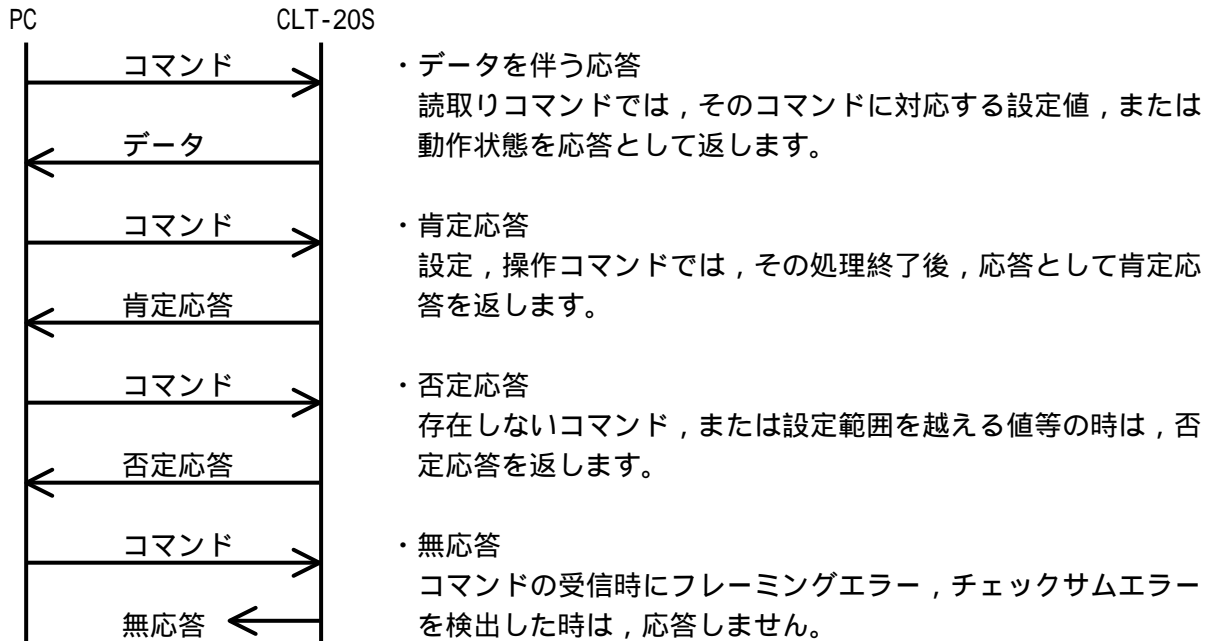 PC CLT-20S
コマンド
データ
・データを伴う応答
読取りコマンドでは，そのコマンドに対応する設定値，または
動作状態を応答として返します。
コマンド
肯定応答
・肯定応答
設定，操作コマンドでは，その処理終了後，応答として肯定応
答を返します。
コマンド
否定応答
・否定応答
存在しないコマンド，または設定範囲を越える値等の時は，否
定応答を返します。
コマンド
無応答
・無応答
コマンドの受信時にフレーミングエラー，チェックサムエラー
を検出した時は，応答しません。